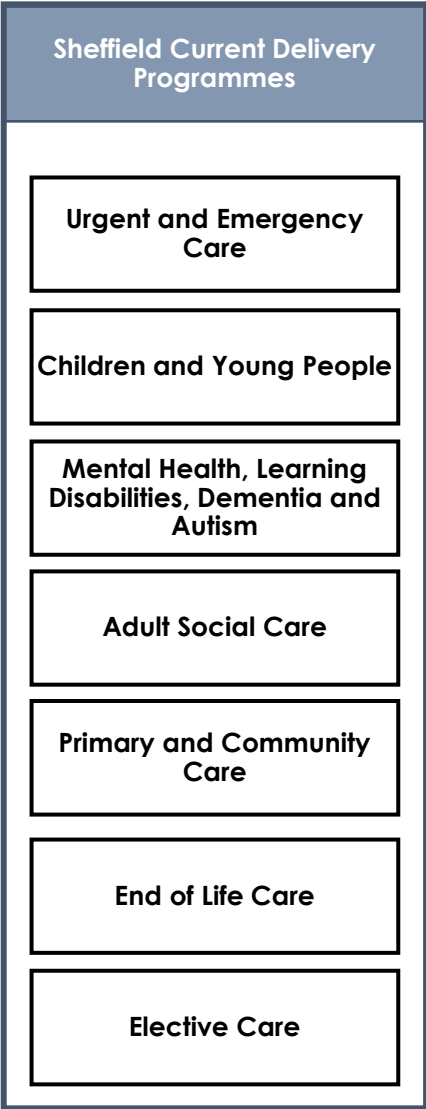 Sheffield Current Delivery
Programmes
Urgent and Emergency
Care
Children and Young People
Mental Health, Learning
Disabilities, Dementia and
Autism
Adult Social Care
Primary and Community
Care
End of Life Care
Elective Care